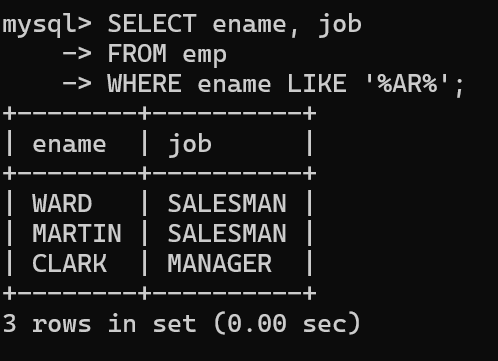 mysql> SELECT ename, job
    -> FROM emp
    -> WHERE ename LIKE '%AR%';
+--------+----------+
| ename  | job      |
+--------+----------+
| WARD   | SALESMAN |
| MARTIN | SALESMAN |
| CLARK  | MANAGER  |
+--------+----------+
3 rows in set (0.00 sec)